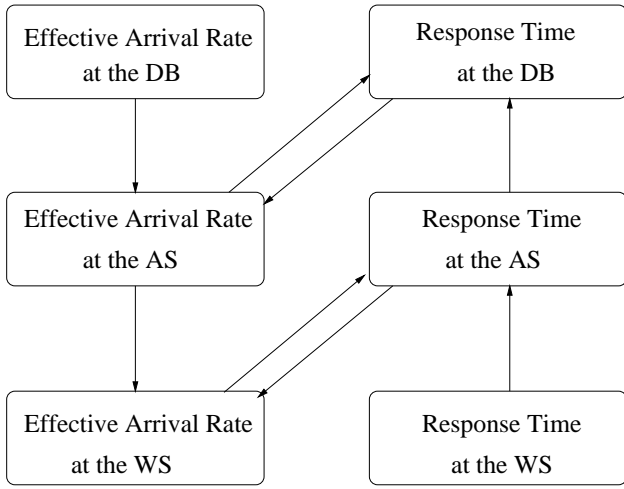 Effective Arrival Rate
at the DB
Response Time
at the DB
Effective Arrival Rate
at the AS
Response Time
at the AS
Effective Arrival Rate
at the WS
Response Time
at the WS